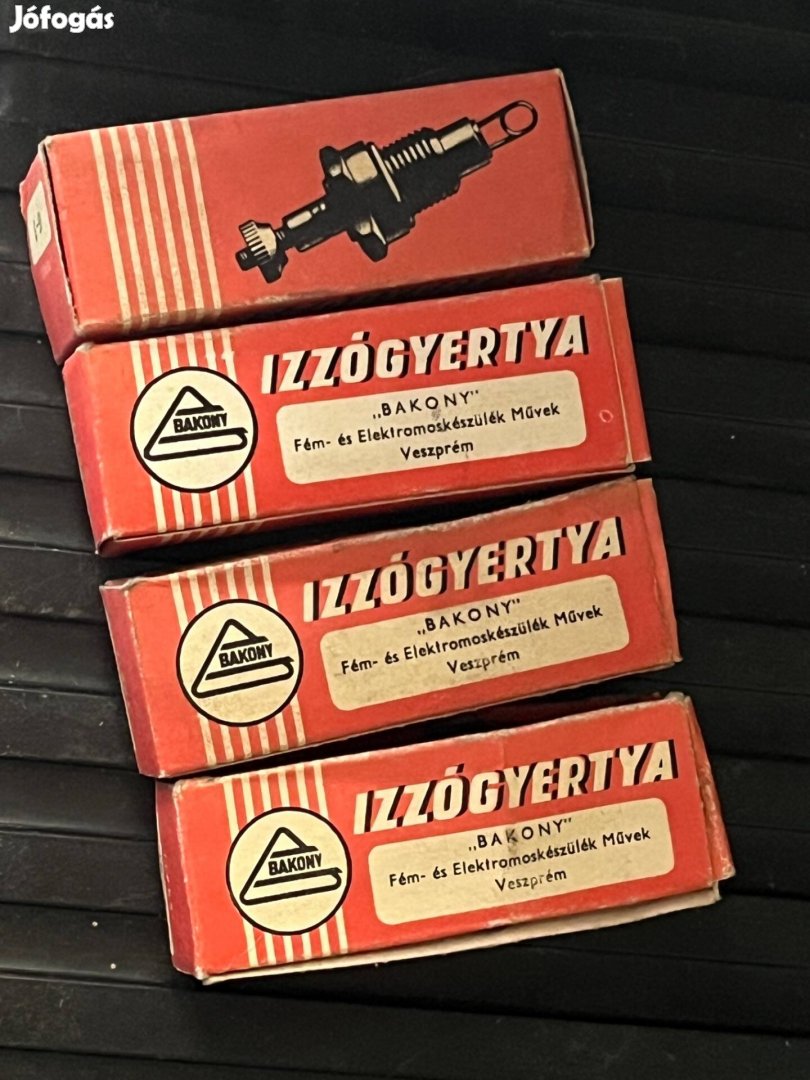 Jófogás
IZZÓGYERTYA
BAKONY
„BAKONY"
Fém- és Elektromoskészülék Művek
Veszprém
IZZÓGYERTYA
BAKONY
„BAKONY"
Fém- és Elektromoskészülék Művek
Veszprém
IZZÓGYERTYA
BAKONY
„BAKONY"
Fém- és Elektromoskészülék Művek
Veszprém